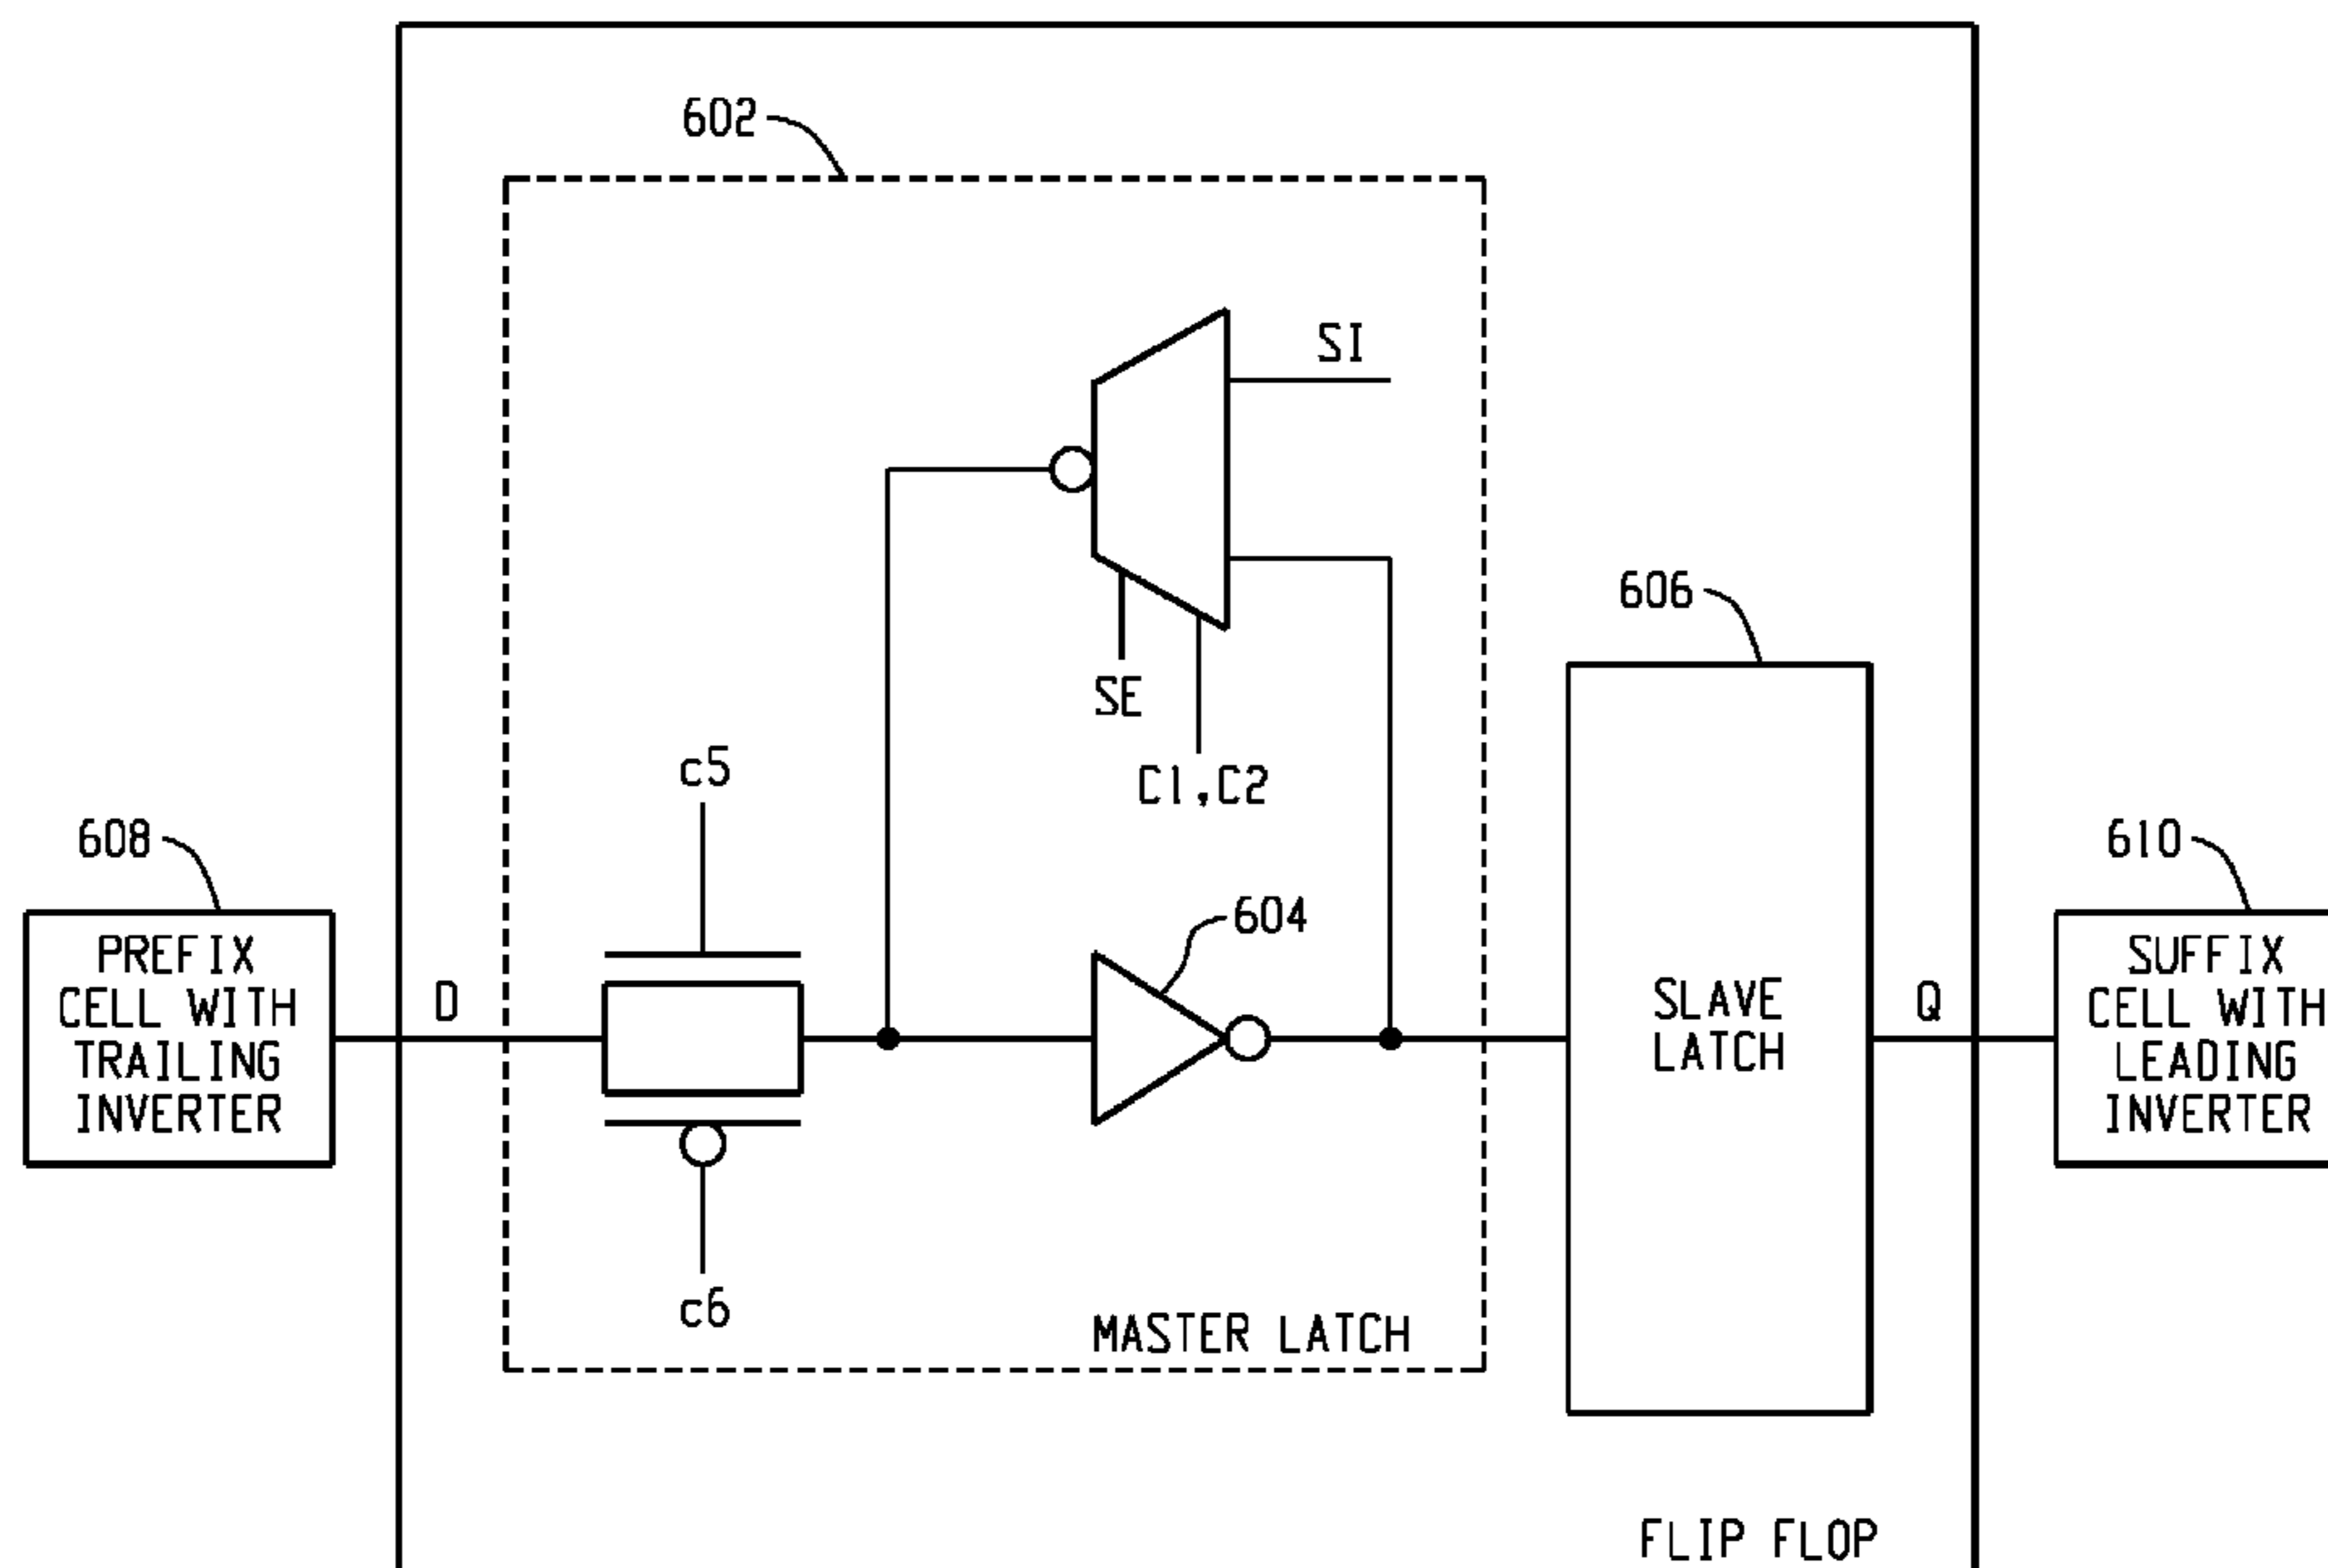 602
SI
606
SE
c5
C1,C2
608
610
604
PREFIX
CELL WITH
TRAILING
INVERTER
D
SLAVE
LATCH
Q
SUFFIX
CELL WITH
LEADING
INVERTER
c6
MASTER LATCH
FLIP FLOP